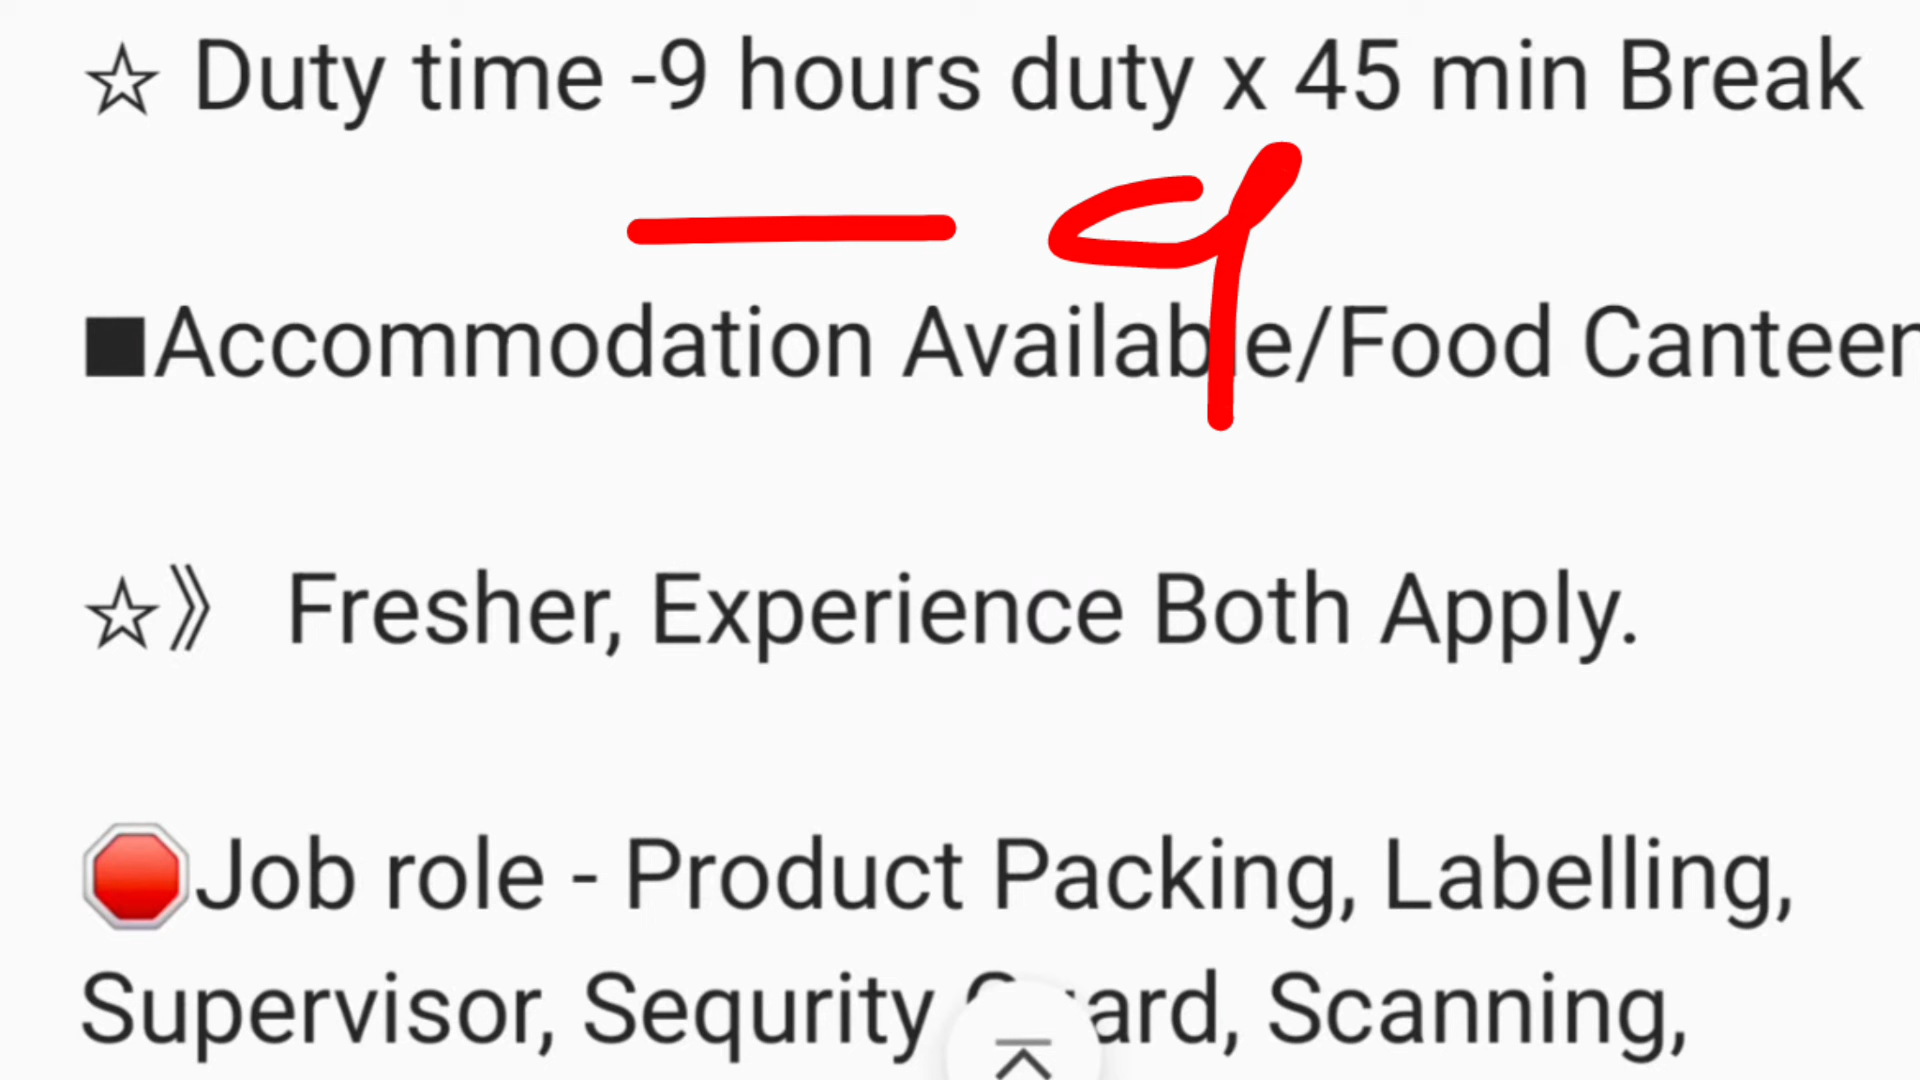 ☆ Duty time -9 hours duty x 45 min Break
9
■Accommodation Available/Food Canteen
☆》 Fresher, Experience Both Apply.
🛑Job role - Product Packing, Labelling,
Supervisor, Sequrity Guard, Scanning,